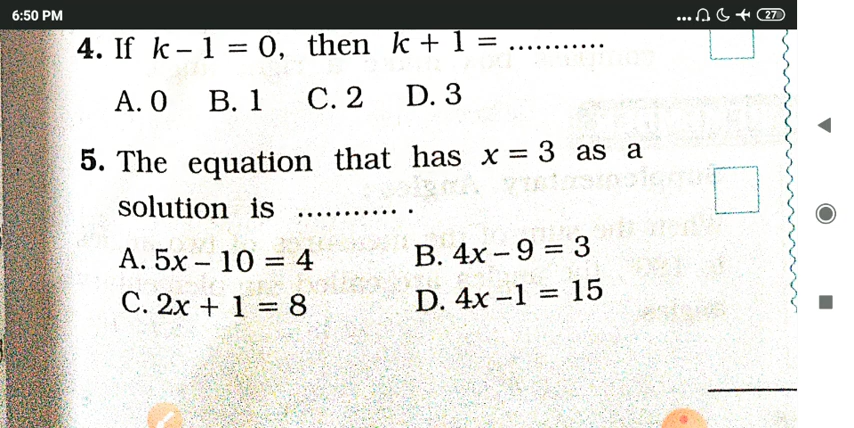 6:50 PM
27
4. If k – 1 = 0, then k + 1 = ...........
A. 0 B. 1 C. 2 D. 3
5. The equation that has x = 3 as a
solution is ............ .
A. 5x – 10 = 4 B. 4x – 9 = 3
C. 2x + 1 = 8 D. 4x –1 = 15